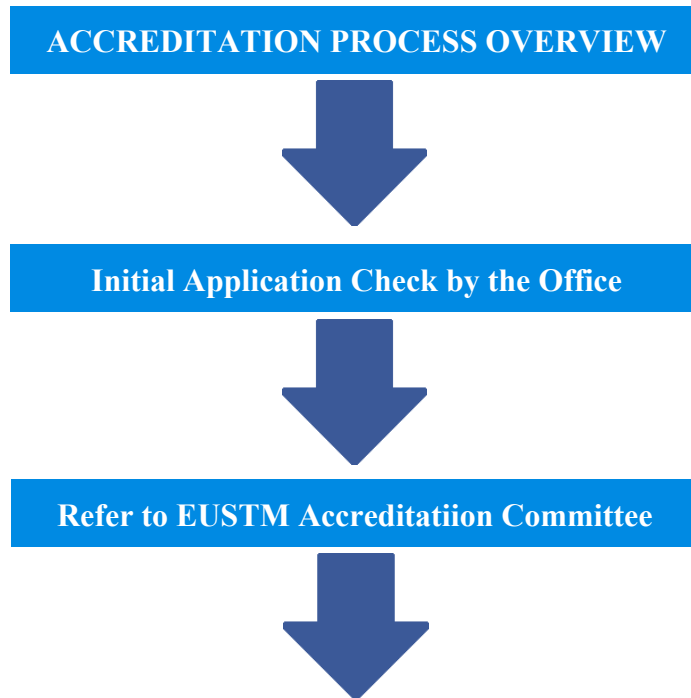 ACCREDITATION PROCESS OVERVIEW
Initial Application Check by the Office
Refer to EUSTM Accreditatiion Committee